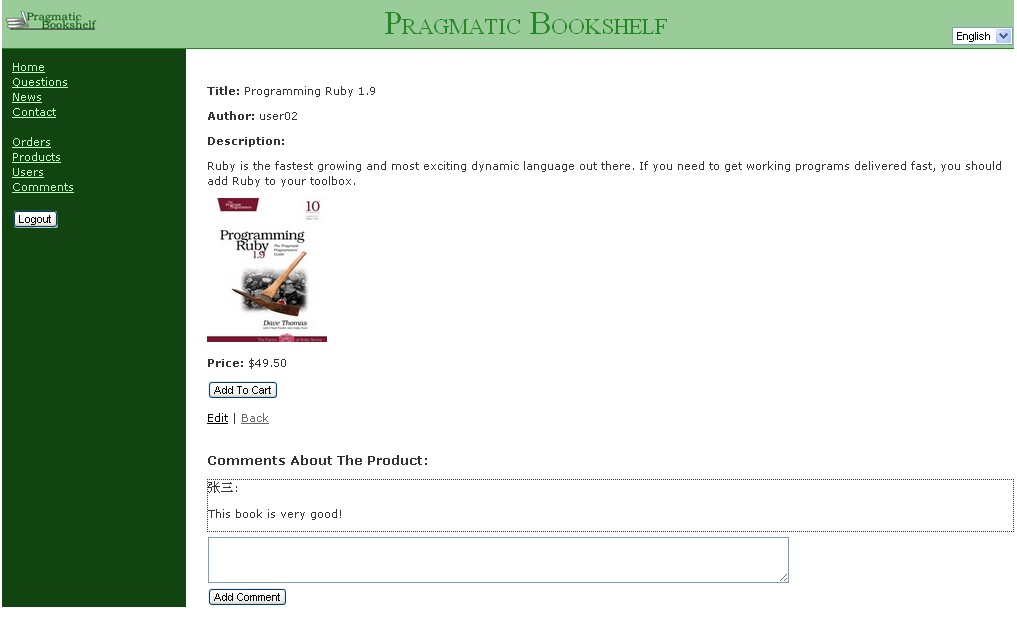 Pragmatic
Bookshelf
PRAGMATIC BOOKSHELF
English
Home
Questions
News
Contact
Orders
Products
Users
Comments
Logout
Title: Programming Ruby 1.9
Author: user02
Description:
Ruby is the fastest growing and most exciting dynamic language out there. If you need to get working programs delivered fast, you should
add Ruby to your toolbox.
10
Programming
Ruby
1.9
The Pragmatic
Programmers'
Guide
Dave Thomas
Price: $49.50
Add To Cart
Edit | Back
Comments About The Product:
张三:
This book is very good!
Add Comment